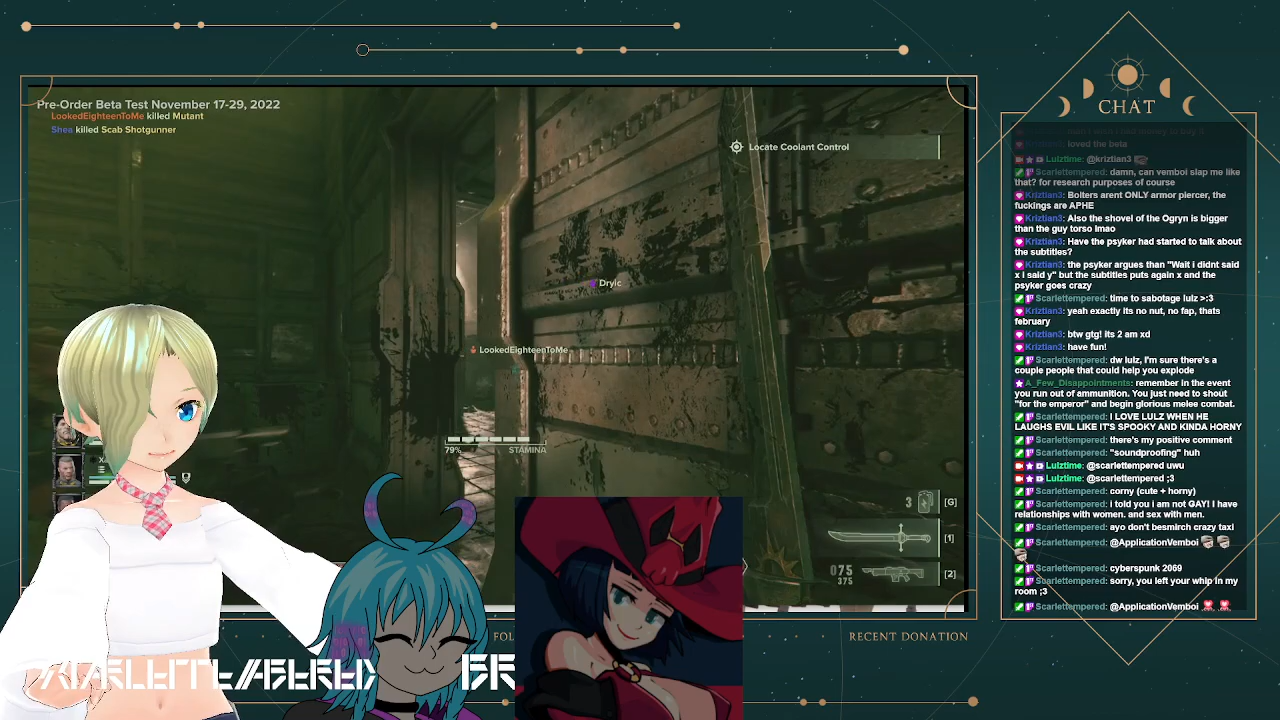 Pre-Order Beta Test November 17-29, 2022
LookedEighteenToMe killed Mutant
Shea killed Scab Shotgunner
Locate Coolant Control
Dryic
LookedEighteenToMe
79% STAMINA
3 [G]
[1]
075
375 [2]
RECENT DONATION
CHAT
loved the beta
Lulztime: @kriztian3
Scarlettempered: damn, can vemboi slap me like
that? for research purposes of course
Kriztian3: Bolters arent ONLY armor piercer, the
fuckings are APHE
Kriztian3: Also the shovel of the Ogryn is bigger
than the guy torso lmao
Kriztian3: Have the psyker had started to talk about
the subtitles?
Kriztian3: the psyker argues than "Wait i didnt said
x i said y" but the subtitles puts again x and the
psyker goes crazy
Scarlettempered: time to sabotage lulz >:3
Kriztian3: yeah exactly its no nut, no fap, thats
february
Kriztian3: btw gtg! its 2 am xd
Kriztian3: have fun!
Scarlettempered: dw lulz, I'm sure there's a
couple people that could help you explode
A_Few_Disappointments: remember in the event
you run out of ammunition. You just need to shout
"for the emperor" and begin glorious melee combat.
Scarlettempered: I LOVE LULZ WHEN HE
LAUGHS EVIL LIKE IT'S SPOOKY AND KINDA HORNY
Scarlettempered: there's my positive comment
Scarlettempered: "soundproofing" huh
Lulztime: @scarlettempered uwu
Lulztime: @scarlettempered ;3
Scarlettempered: corny (cute + horny)
Scarlettempered: i told you i am not GAY! I have
relationships with women. and sex with men.
Scarlettempered: ayo don't besmirch crazy taxi
Scarlettempered: @ApplicationVemboi
Scarlettempered: cyberpunk 2069
Scarlettempered: sorry, you left your whip in my
room ;3
Scarlettempered: @ApplicationVemboi